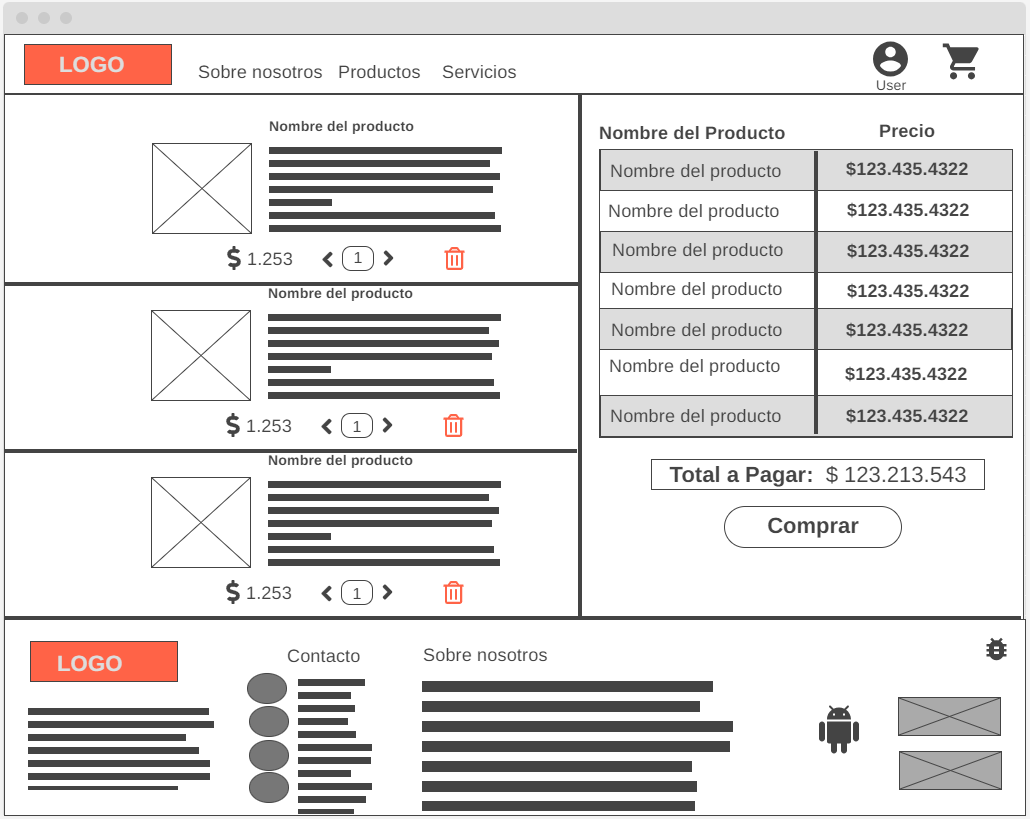 LOGO
Sobre nosotros Productos Servicios
User
Nombre del producto
$ 1.253 1
Nombre del producto
$ 1.253 1
Nombre del producto
$ 1.253 1
Nombre del Producto Precio
Nombre del producto $123.435.4322
Nombre del producto $123.435.4322
Nombre del producto $123.435.4322
Nombre del producto $123.435.4322
Nombre del producto $123.435.4322
Nombre del producto $123.435.4322
Nombre del producto $123.435.4322
Total a Pagar: $ 123.213.543
Comprar
LOGO
Contacto
Sobre nosotros